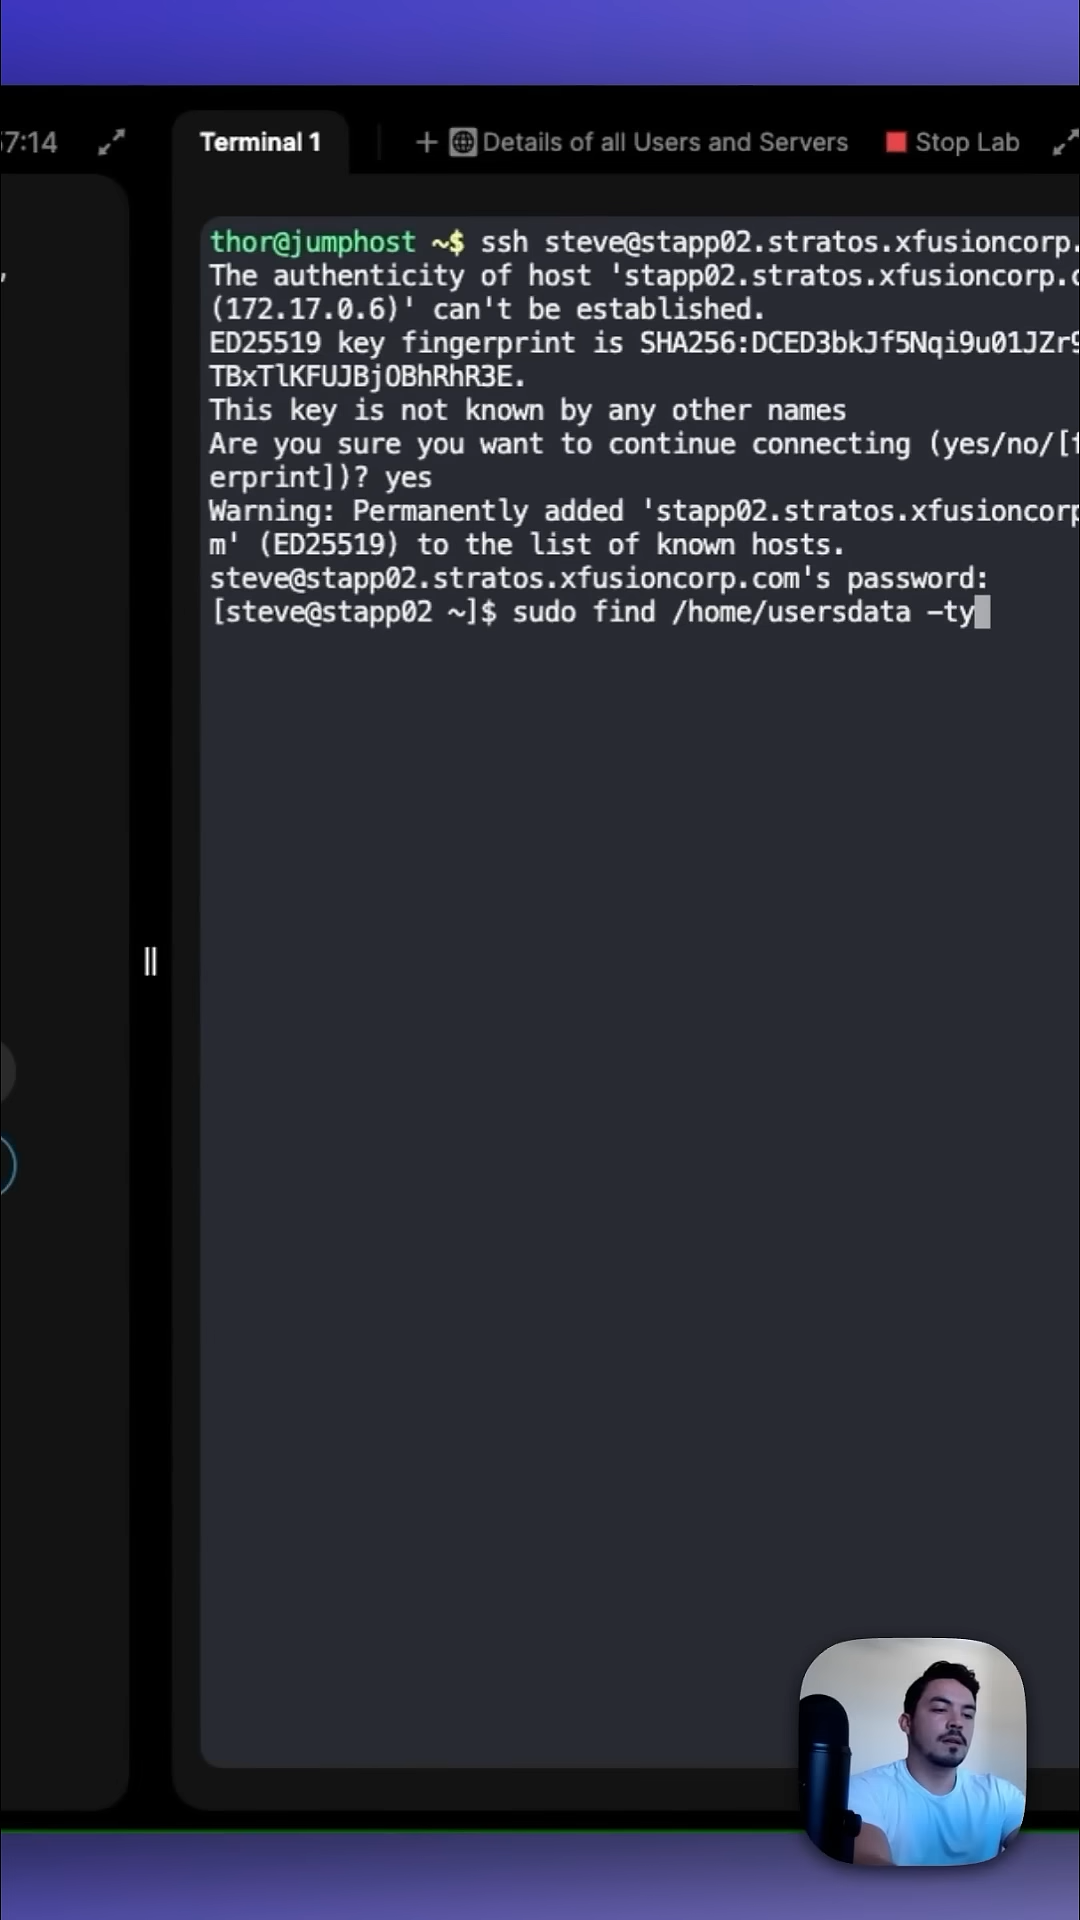 7:14
Terminal 1
+ Details of all Users and Servers
Stop Lab
thor@jumphost ~$ ssh steve@stapp02.stratos.xfusioncorp.
The authenticity of host 'stapp02.stratos.xfusioncorp.c
(172.17.0.6)' can't be established.
ED25519 key fingerprint is SHA256:DCED3bkJf5Nqi9u01JZr9
TBxTlKFUJBjOBhRhR3E.
This key is not known by any other names
Are you sure you want to continue connecting (yes/no/[f
erprint])? yes
Warning: Permanently added 'stapp02.stratos.xfusioncorp
m' (ED25519) to the list of known hosts.
steve@stapp02.stratos.xfusioncorp.com's password:
[steve@stapp02 ~]$ sudo find /home/usersdata -ty